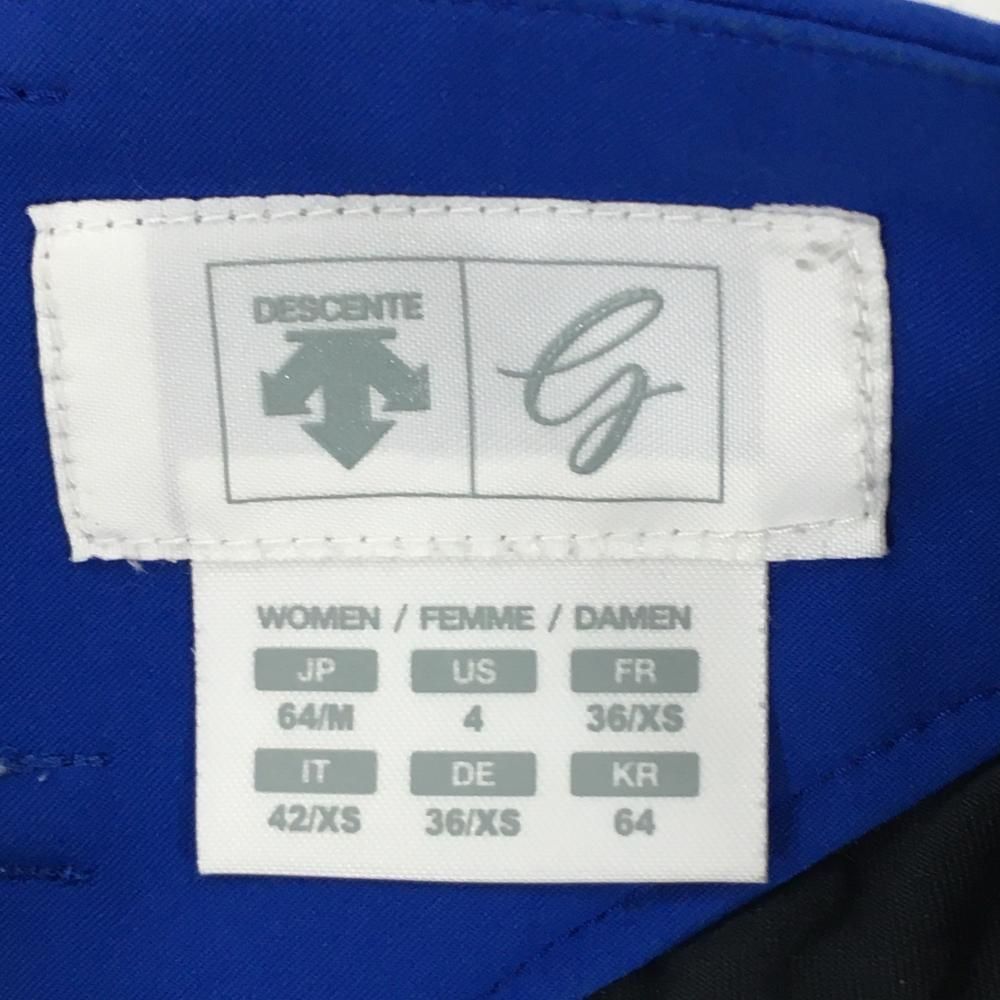 DESCENTE
WOMEN / FEMME / DAMEN
JP US FR
64/M 4 36/XS
IT DE KR
42/XS 36/XS 64